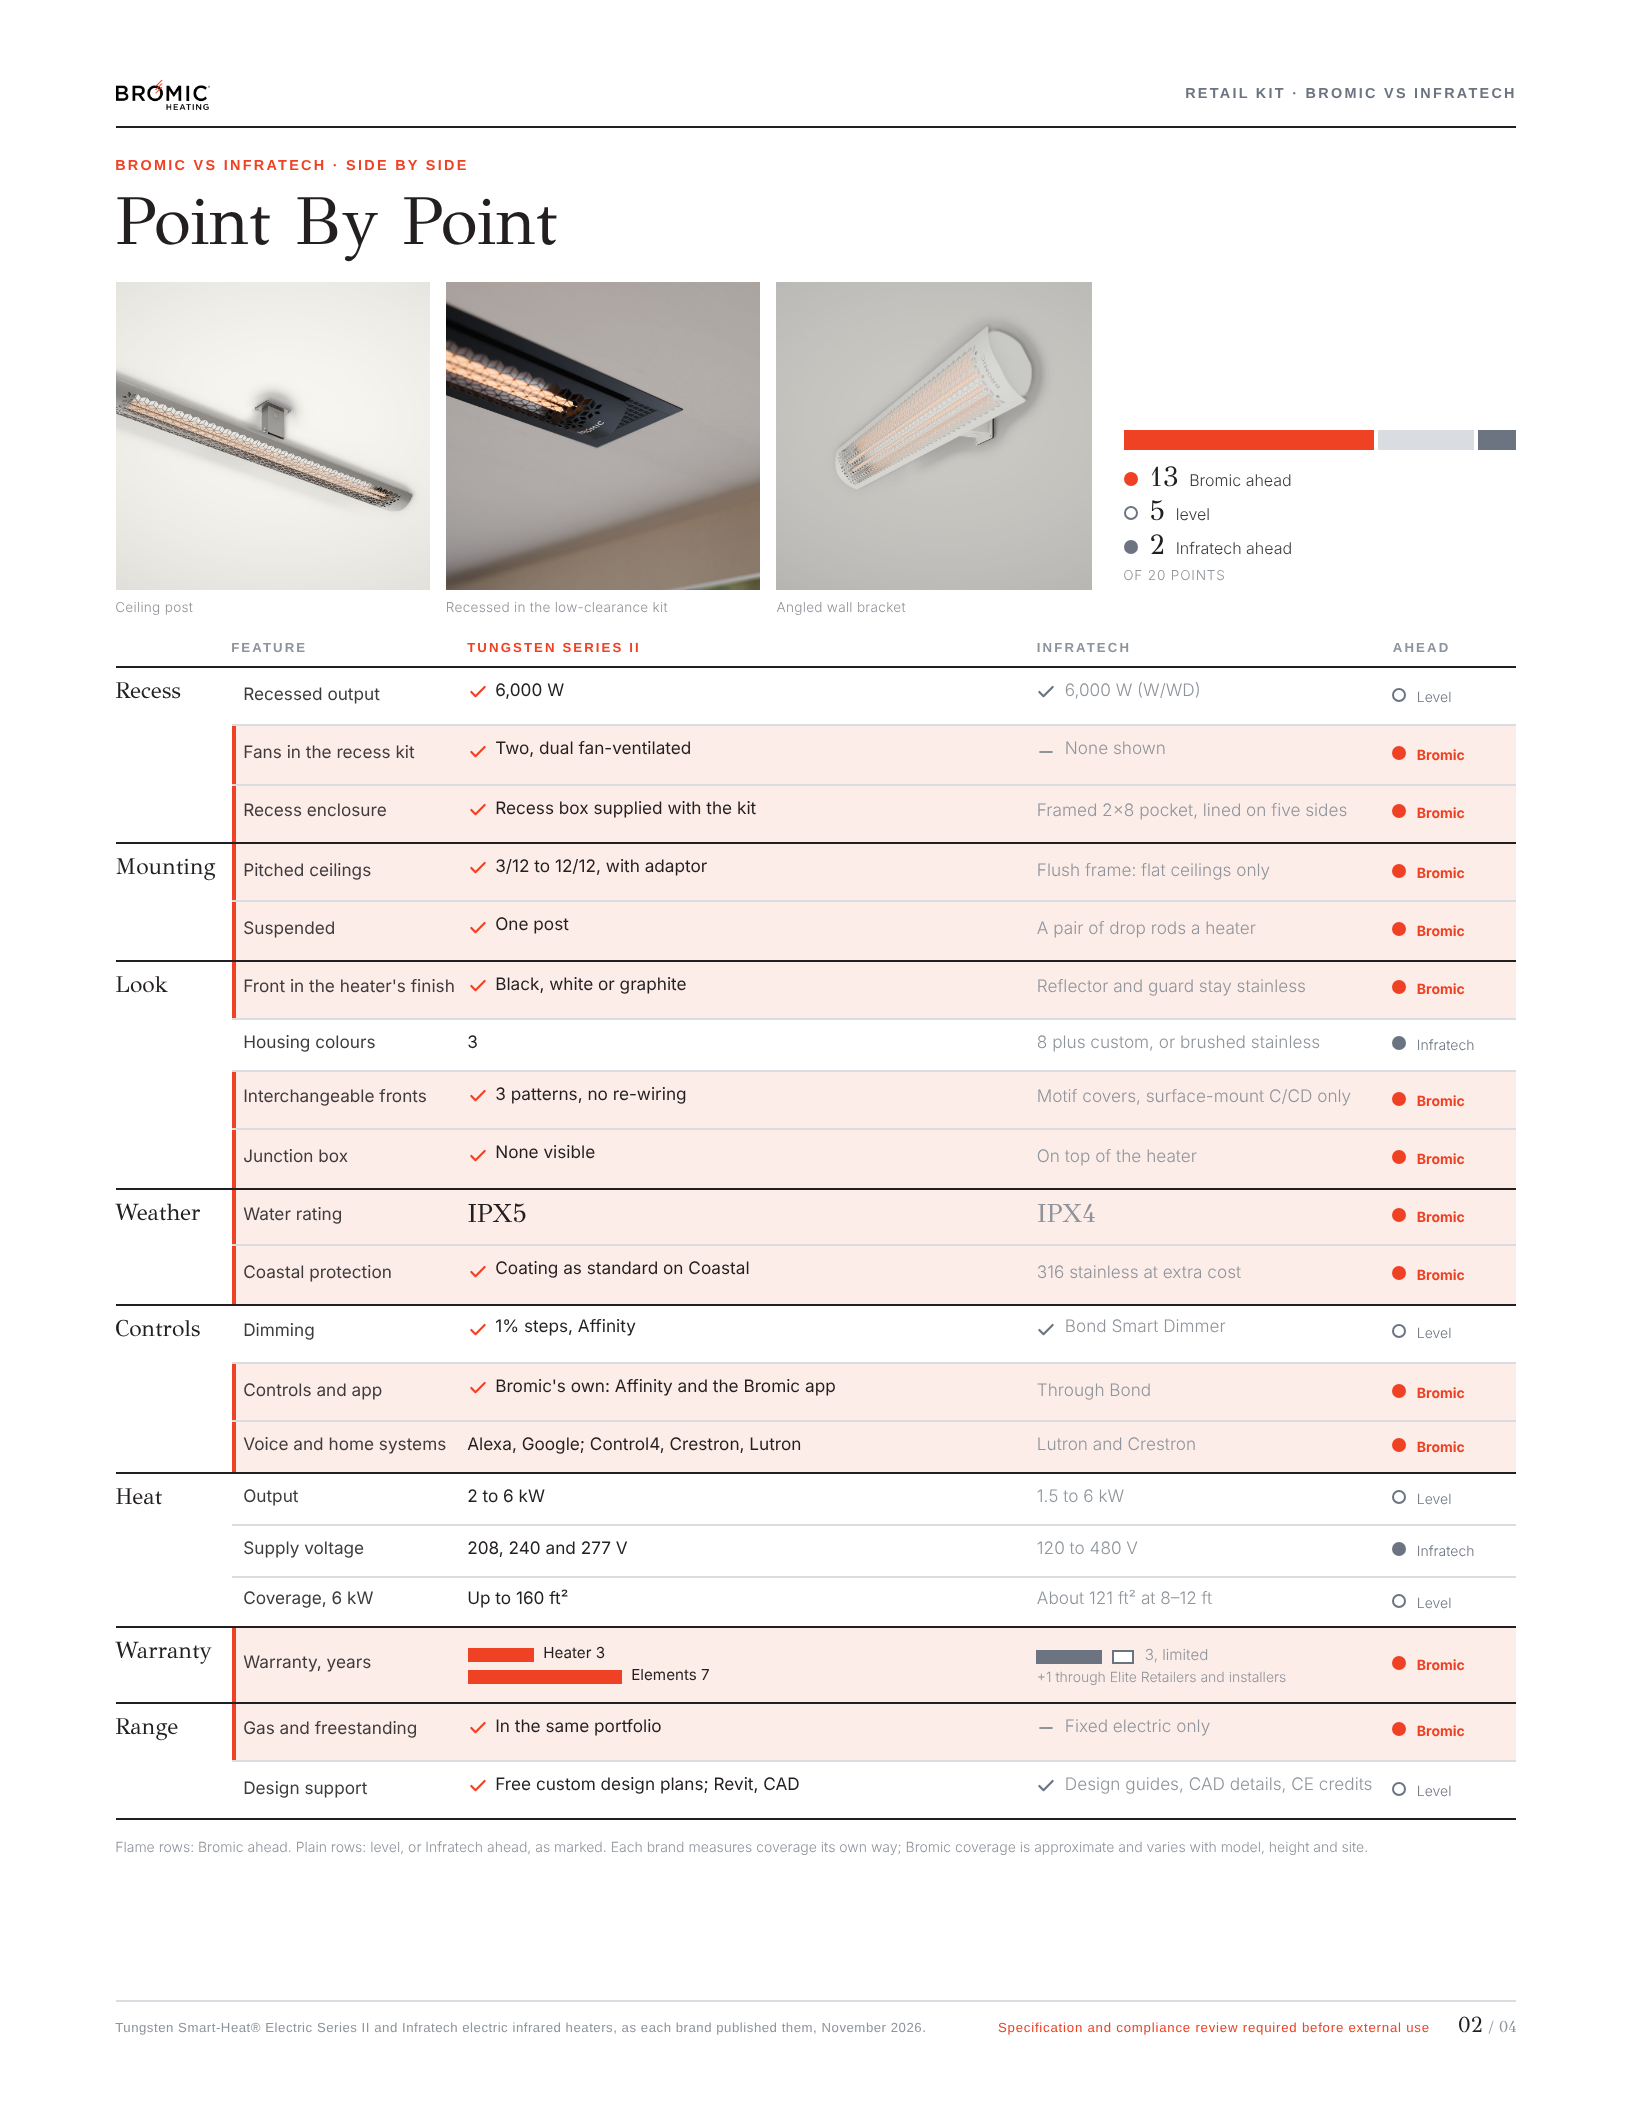 BROMIC
HEATING
RETAIL KIT · BROMIC VS INFRATECH
BROMIC VS INFRATECH · SIDE BY SIDE
Point By Point
BROMIC
13 Bromic ahead
5 level
2 Infratech ahead
OF 20 POINTS
Ceiling post
Recessed in the low-clearance kit
Angled wall bracket
FEATURE TUNGSTEN SERIES II INFRATECH AHEAD
Recess Recessed output 6,000 W 6,000 W (W/WD) Level
Fans in the recess kit Two, dual fan-ventilated – None shown Bromic
Recess enclosure Recess box supplied with the kit Framed 2×8 pocket, lined on five sides Bromic
Mounting Pitched ceilings 3/12 to 12/12, with adaptor Flush frame: flat ceilings only Bromic
Suspended One post A pair of drop rods a heater Bromic
Look Front in the heater's finish Black, white or graphite Reflector and guard stay stainless Bromic
Housing colours 3 8 plus custom, or brushed stainless Infratech
Interchangeable fronts 3 patterns, no re-wiring Motif covers, surface-mount C/CD only Bromic
Junction box None visible On top of the heater Bromic
Weather Water rating IPX5 IPX4 Bromic
Coastal protection Coating as standard on Coastal 316 stainless at extra cost Bromic
Controls Dimming 1% steps, Affinity Bond Smart Dimmer Level
Controls and app Bromic's own: Affinity and the Bromic app Through Bond Bromic
Voice and home systems Alexa, Google; Control4, Crestron, Lutron Lutron and Crestron Bromic
Heat Output 2 to 6 kW 1.5 to 6 kW Level
Supply voltage 208, 240 and 277 V 120 to 480 V Infratech
Coverage, 6 kW Up to 160 ft² About 121 ft² at 8–12 ft Level
Warranty Warranty, years Heater 3 3, limited Bromic
Elements 7 +1 through Elite Retailers and installers
Range Gas and freestanding In the same portfolio – Fixed electric only Bromic
Design support Free custom design plans; Revit, CAD Design guides, CAD details, CE credits Level
Flame rows: Bromic ahead. Plain rows: level, or Infratech ahead, as marked. Each brand measures coverage its own way; Bromic coverage is approximate and varies with model, height and site.
Tungsten Smart-Heat® Electric Series II and Infratech electric infrared heaters, as each brand published them, November 2026. Specification and compliance review required before external use 02 / 04